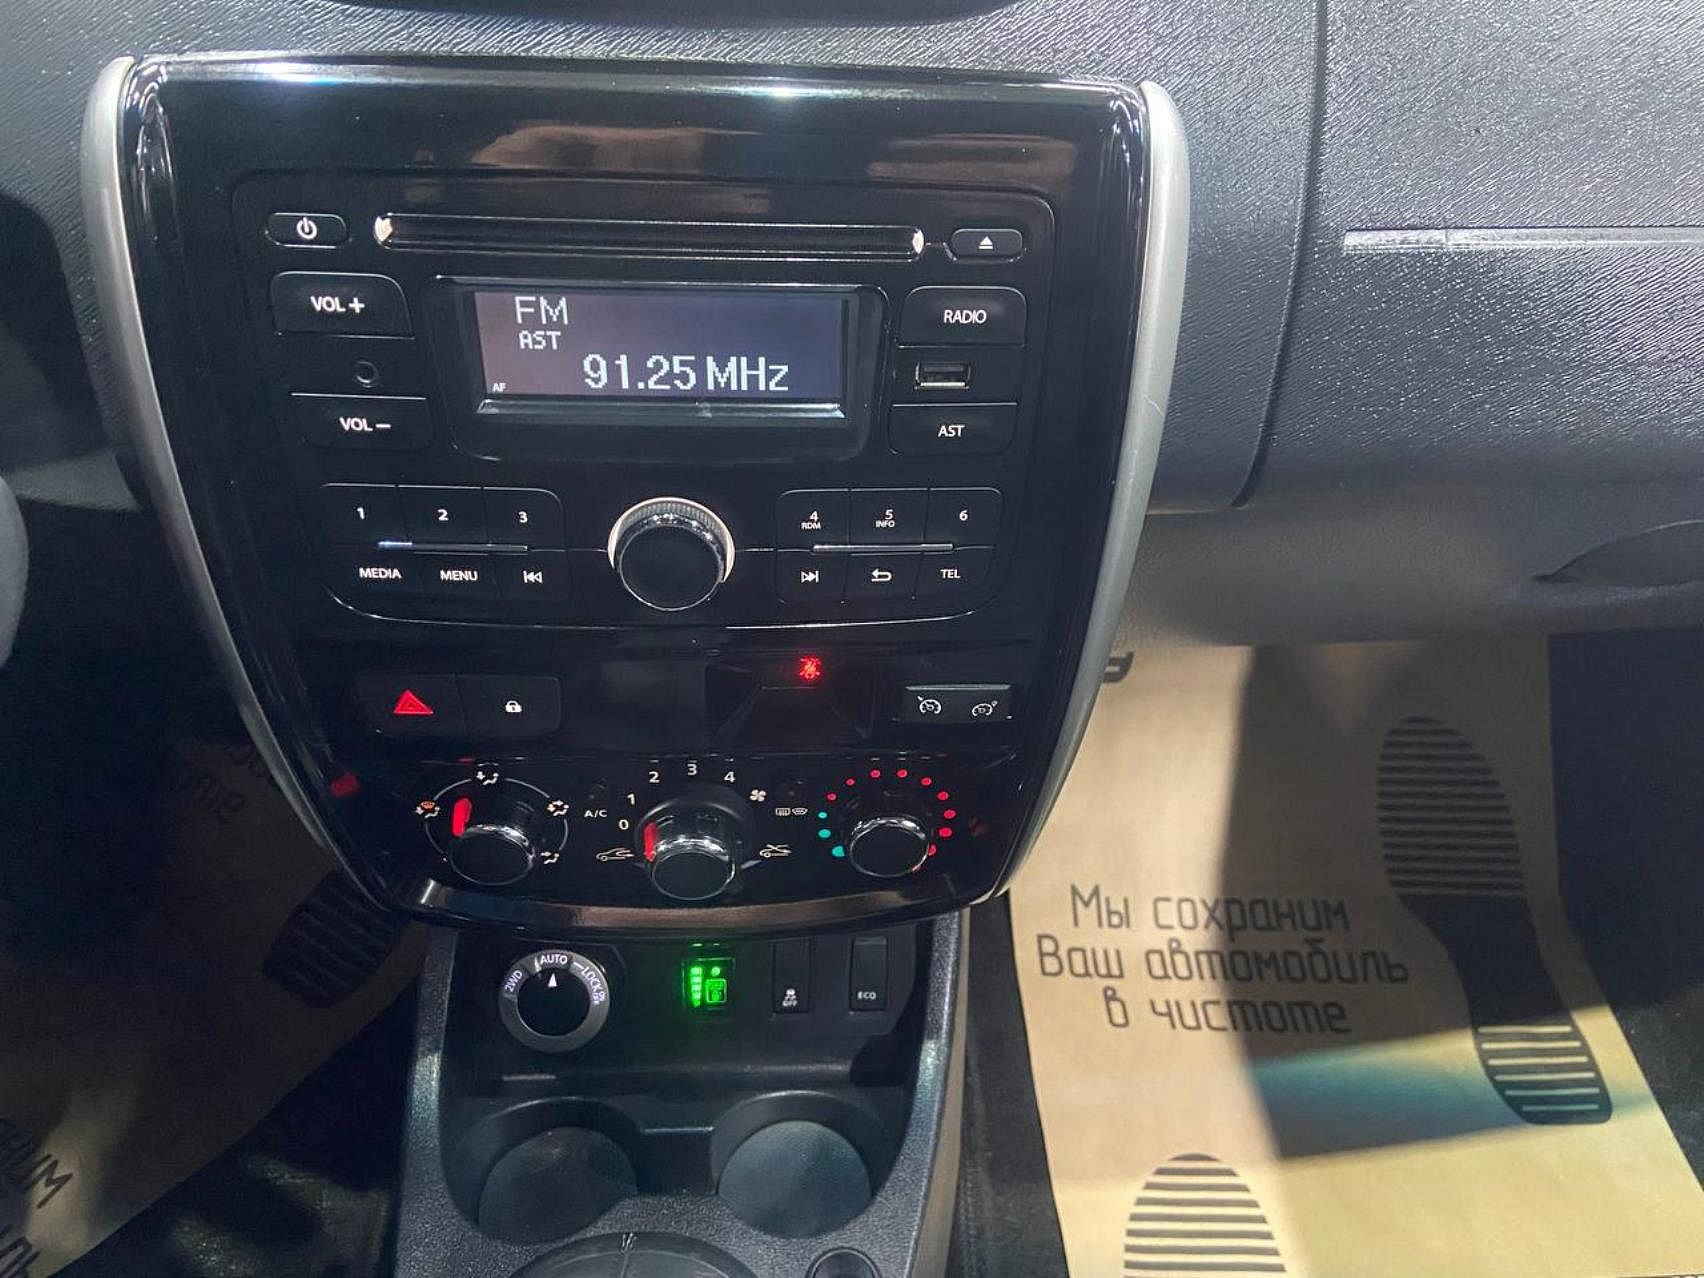 VOL +
FM
AST
91.25 MHz
AF
RADIO
VOL –
AST
1
2
3
4
RDM
5
INFO
6
MEDIA
MENU
TEL
0
1
2
3
4
A/C
2WD
AUTO
LOCK
OFF
ECO
Мы сохраним
Ваш автомобиль
в чистоте